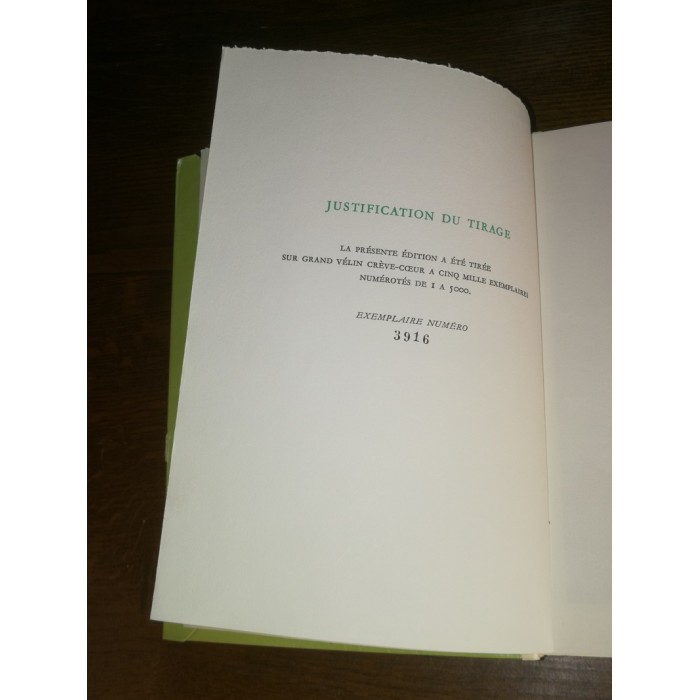 JUSTIFICATION DU TIRAGE
LA PRÉSENTE ÉDITION A ÉTÉ TIRÉE
SUR GRAND VÉLIN CRÈVE-CŒUR A CINQ MILLE EXEMPLAIRES
NUMÉROTÉS DE 1 A 5000.
EXEMPLAIRE NUMÉRO
3916